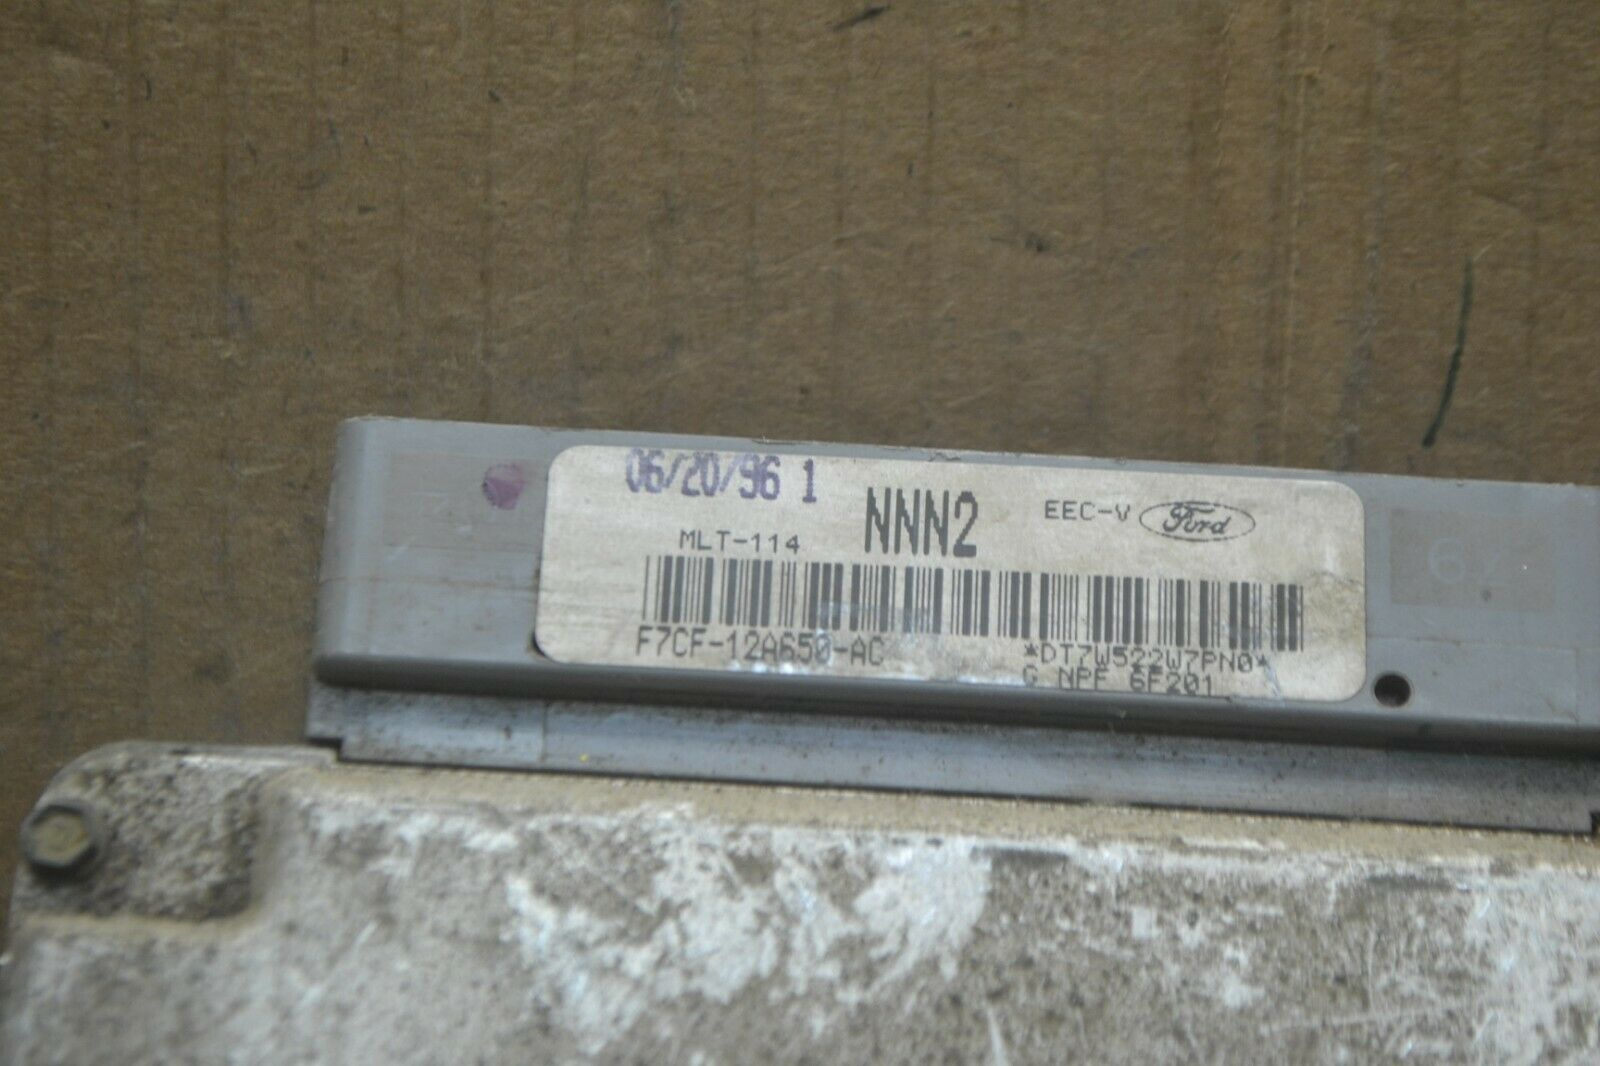 06/20/96 1
NNN2
EEC-V Ford
MLT-114
F7CF-12A650-AC
*DT7W522W7PN0*
C NPF 6F201